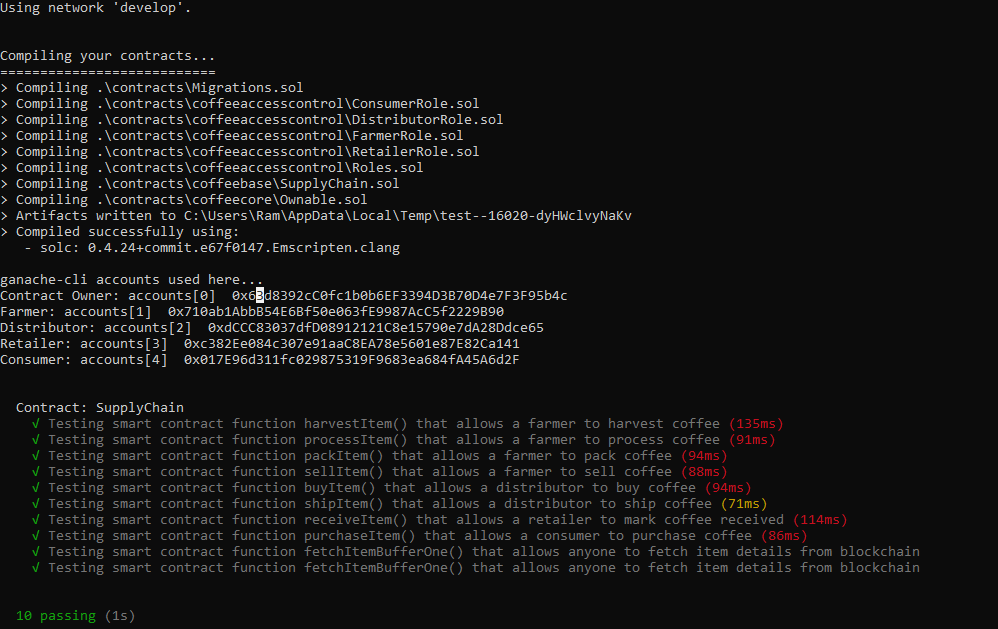 Using network 'develop'.
Compiling your contracts...
===========================
> Compiling .\contracts\Migrations.sol
> Compiling .\contracts\coffeeaccesscontrol\ConsumerRole.sol
> Compiling .\contracts\coffeeaccesscontrol\DistributorRole.sol
> Compiling .\contracts\coffeeaccesscontrol\FarmerRole.sol
> Compiling .\contracts\coffeeaccesscontrol\RetailerRole.sol
> Compiling .\contracts\coffeeaccesscontrol\Roles.sol
> Compiling .\contracts\coffeebase\SupplyChain.sol
> Compiling .\contracts\coffeecore\Ownable.sol
> Artifacts written to C:\Users\Ram\AppData\Local\Temp\test--16020-dyHWclvyNaKv
> Compiled successfully using:
- solc: 0.4.24+commit.e67f0147.Emscripten.clang
ganache-cli accounts used here...
Contract Owner: accounts[0] 0x63d8392cC0fc1b0b6EF3394D3B70D4e7F3F95b4c
Farmer: accounts[1] 0x710ab1AbbB54E6Bf50e063fE9987AcC5f2229B90
Distributor: accounts[2] 0xdCCC83037dfD08912121C8e15790e7dA28Ddce65
Retailer: accounts[3] 0xc382Ee084c307e91aaC8EA78e5601e87E82Ca141
Consumer: accounts[4] 0x017E96d311fc029875319F9683ea684fA45A6d2F
Contract: SupplyChain
√ Testing smart contract function harvestItem() that allows a farmer to harvest coffee (135ms)
√ Testing smart contract function processItem() that allows a farmer to process coffee (91ms)
√ Testing smart contract function packItem() that allows a farmer to pack coffee (94ms)
√ Testing smart contract function sellItem() that allows a farmer to sell coffee (88ms)
√ Testing smart contract function buyItem() that allows a distributor to buy coffee (94ms)
√ Testing smart contract function shipItem() that allows a distributor to ship coffee (71ms)
√ Testing smart contract function receiveItem() that allows a retailer to mark coffee received (114ms)
√ Testing smart contract function purchaseItem() that allows a consumer to purchase coffee (86ms)
√ Testing smart contract function fetchItemBufferOne() that allows anyone to fetch item details from blockchain
√ Testing smart contract function fetchItemBufferOne() that allows anyone to fetch item details from blockchain
10 passing (1s)